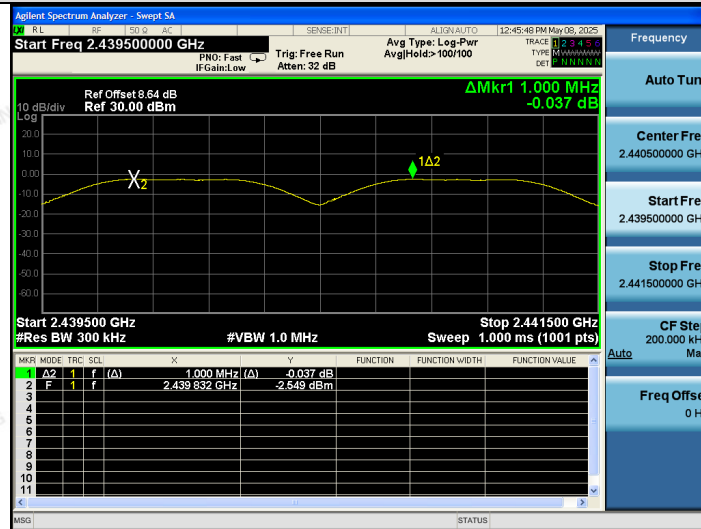 Agilent Spectrum Analyzer - Swept SA
LXI RL RF 50 Ω AC SENSE:INT ALIGNAUTO 12:45:48 PM May 08, 2025
Start Freq 2.439500000 GHz
PNO: Fast
IFGain:Low
Trig: Free Run
Atten: 32 dB
Avg Type: Log-Pwr
Avg|Hold:>100/100
TRACE 1 2 3 4 5 6
TYPE M
DET P N N N N N
Frequency
ΔMkr1 1.000 MHz
-0.037 dB
Ref Offset 8.64 dB
10 dB/div Ref 30.00 dBm
Log
20.0
10.0
0.00
-10.0
-20.0
-30.0
-40.0
-50.0
-60.0
X2
1Δ2
Start 2.439500 GHz Stop 2.441500 GHz
#Res BW 300 kHz #VBW 1.0 MHz Sweep 1.000 ms (1001 pts)
MKR MODE TRC SCL X Y FUNCTION FUNCTION WIDTH FUNCTION VALUE
1 Δ2 1 f (Δ) 1.000 MHz (Δ) -0.037 dB
2 F 1 f 2.439 832 GHz -2.549 dBm
3
4
5
6
7
8
9
10
11
MSG STATUS
Auto Tun
Center Fre
2.440500000 GH
Start Fre
2.439500000 GH
Stop Fre
2.441500000 GH
CF Ste
200.000 kH
Auto Ma
Freq Offse
0 H